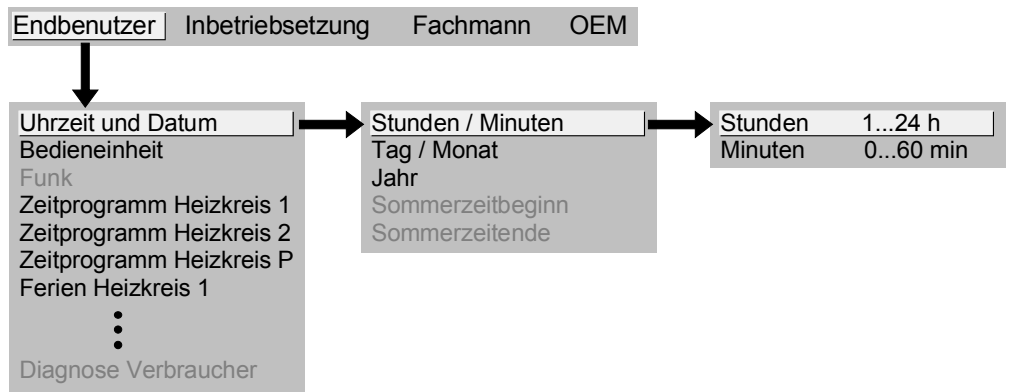 Endbenutzer Inbetriebsetzung Fachmann OEM
Uhrzeit und Datum
Bedieneinheit
Funk
Zeitprogramm Heizkreis 1
Zeitprogramm Heizkreis 2
Zeitprogramm Heizkreis P
Ferien Heizkreis 1
Diagnose Verbraucher
Stunden / Minuten
Tag / Monat
Jahr
Sommerzeitbeginn
Sommerzeitende
Stunden 1...24 h
Minuten 0...60 min